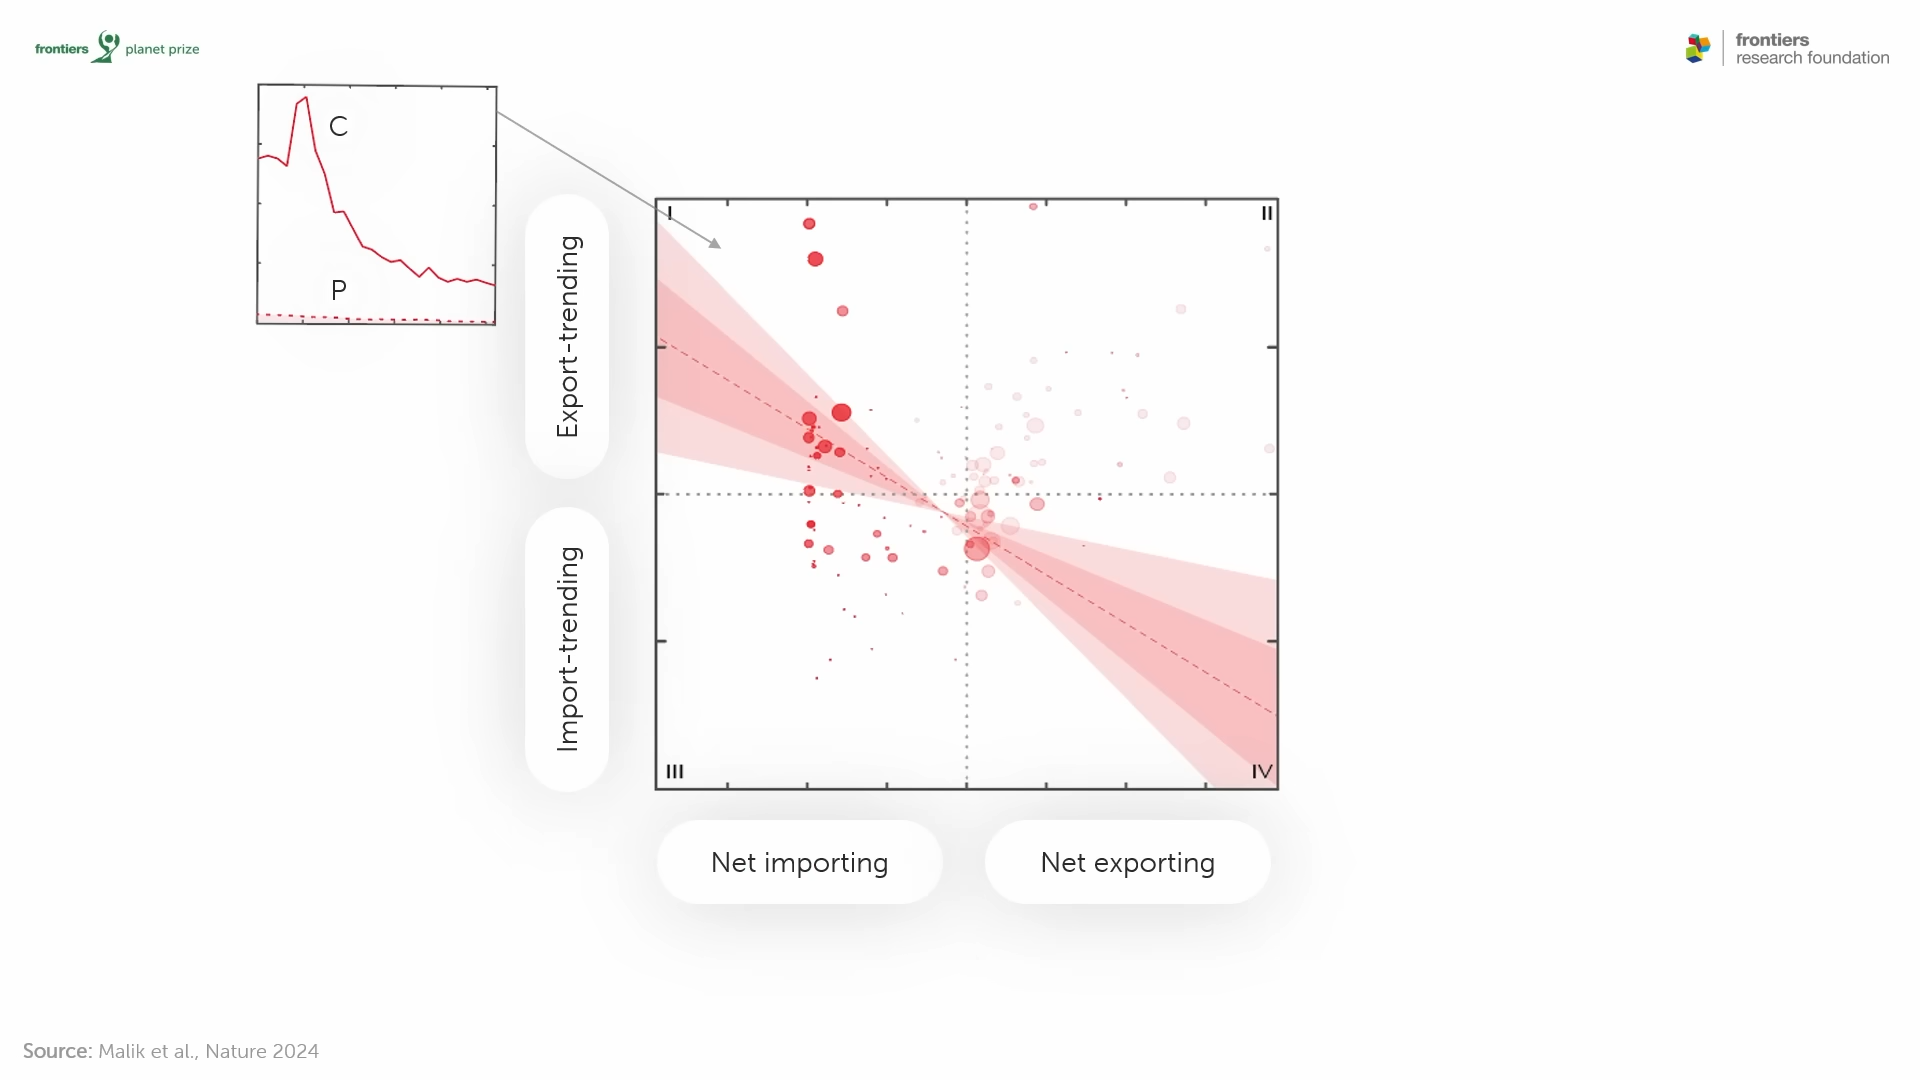 frontiers planet prize
frontiers
research foundation
C
P
Export-trending
Import-trending
I
II
III
IV
Net importing
Net exporting
Source: Malik et al., Nature 2024